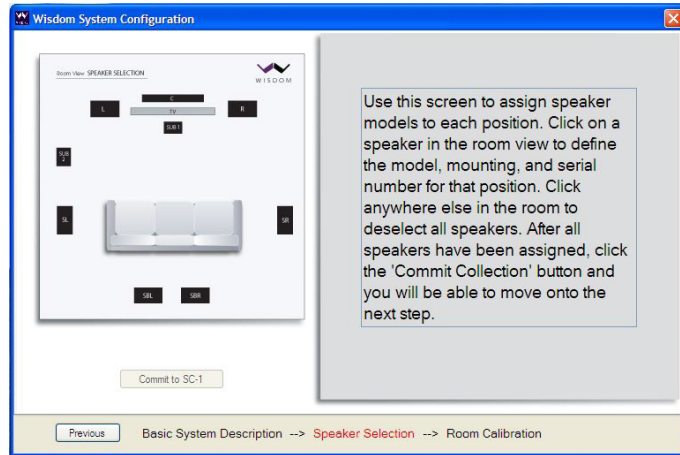 Wisdom System Configuration
Room View SPEAKER SELECTION
WISDOM
C
L
TV
R
SUB 1
SUB
2
SL
SR
SBL
SBR
Use this screen to assign speaker
models to each position. Click on a
speaker in the room view to define
the model, mounting, and serial
number for that position. Click
anywhere else in the room to
deselect all speakers. After all
speakers have been assigned, click
the 'Commit Collection' button and
you will be able to move onto the
next step.
Commit to SC-1
Previous Basic System Description --> Speaker Selection --> Room Calibration